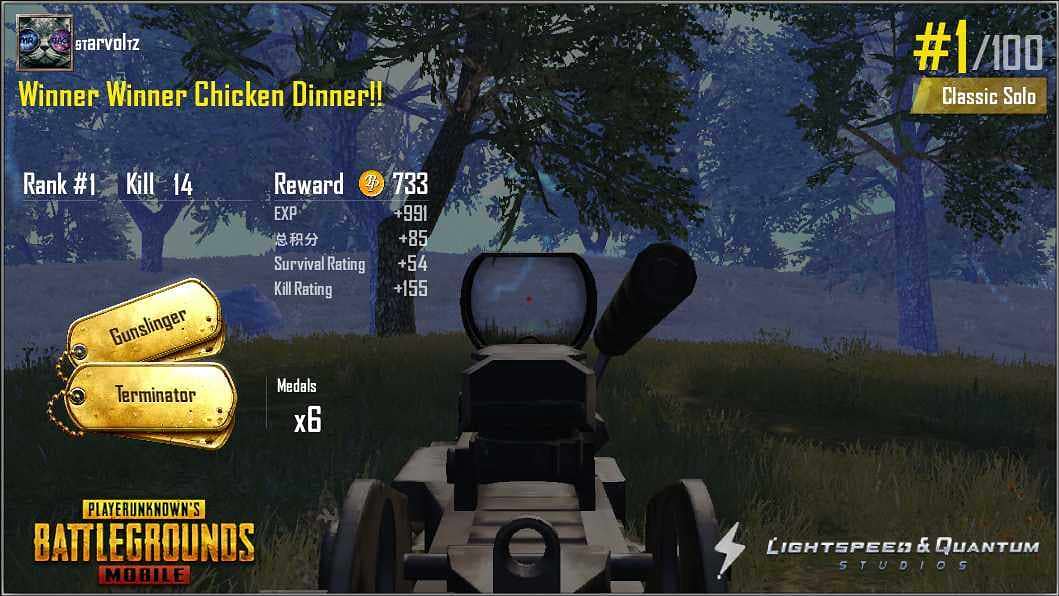 sTarvolTz
#1/100
Winner Winner Chicken Dinner!!
Classic Solo
Rank #1 Kill 14
Reward TP 733
EXP +991
总积分 +85
Survival Rating +54
Kill Rating +155
Gunslinger
Terminator
Medals
x6
PLAYERUNKNOWN'S
BATTLEGROUNDS
MOBILE
LIGHTSPEED & QUANTUM
STUDIOS